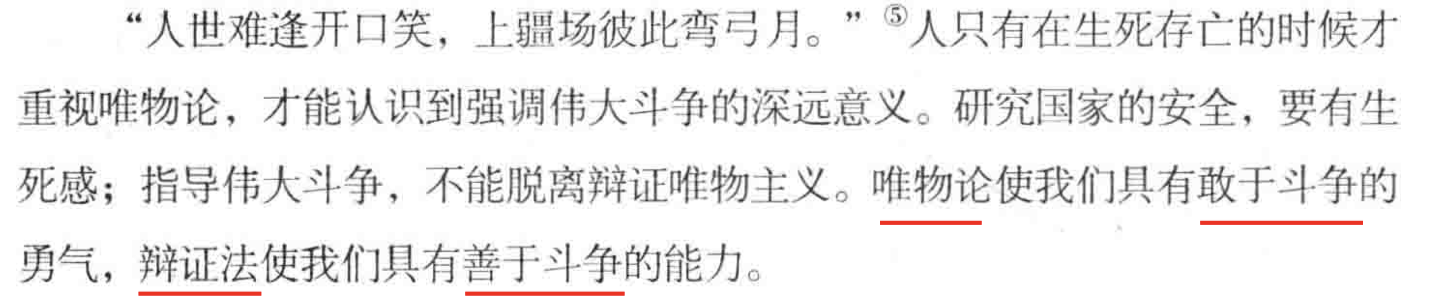 “人世难逢开口笑，上疆场彼此弯弓月。”⑤人只有在生死存亡的时候才
重视唯物论，才能认识到强调伟大斗争的深远意义。研究国家的安全，要有生
死感；指导伟大斗争，不能脱离辩证唯物主义。唯物论使我们具有敢于斗争的
勇气，辩证法使我们具有善于斗争的能力。